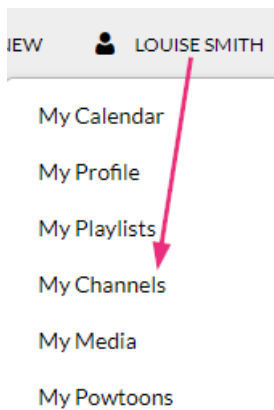 NEW LOUISE SMITH
My Calendar
My Profile
My Playlists
My Channels
My Media
My Powtoons